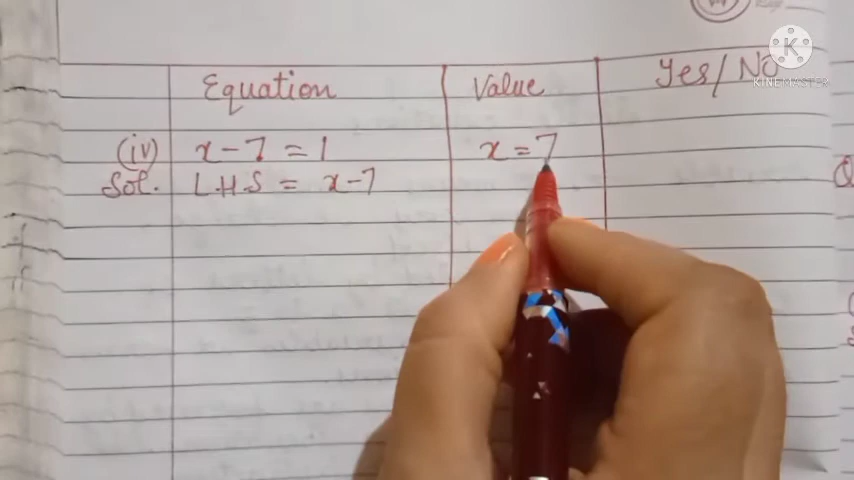 Equation Value Yes/No
KINEMASTER
(iv) x-7 = 1 x = 7
Sol. L.H.S = x-7